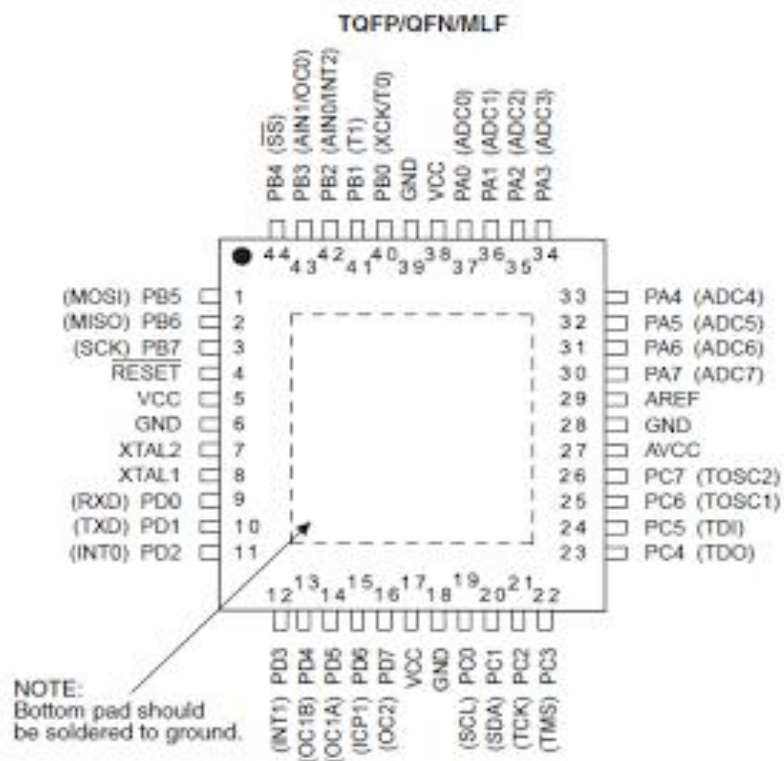 TQFP/QFN/MLF
PB4 (SS)
PB3 (AIN1/OC0)
PB2 (AIN0/INT2)
PB1 (T1)
PB0 (XCK/T0)
GND
VCC
PA0 (ADC0)
PA1 (ADC1)
PA2 (ADC2)
PA3 (ADC3)
44 43 42 41 40 39 38 37 36 35 34
(MOSI) PB5 1
(MISO) PB6 2
(SCK) PB7 3
RESET 4
VCC 5
GND 6
XTAL2 7
XTAL1 8
(RXD) PD0 9
(TXD) PD1 10
(INT0) PD2 11
33 PA4 (ADC4)
32 PA5 (ADC5)
31 PA6 (ADC6)
30 PA7 (ADC7)
29 AREF
28 GND
27 AVCC
26 PC7 (TOSC2)
25 PC6 (TOSC1)
24 PC5 (TDI)
23 PC4 (TDO)
12 13 14 15 16 17 18 19 20 21 22
(INT1) PD3
(OC1B) PD4
(OC1A) PD5
(ICP1) PD6
(OC2) PD7
VCC
GND
(SCL) PC0
(SDA) PC1
(TCK) PC2
(TMS) PC3
NOTE:
Bottom pad should
be soldered to ground.